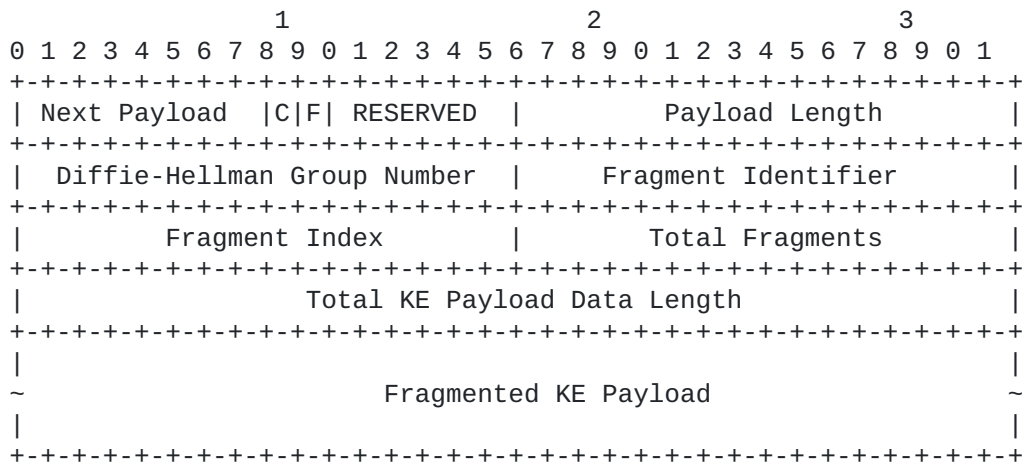 1                   2                   3
 0 1 2 3 4 5 6 7 8 9 0 1 2 3 4 5 6 7 8 9 0 1 2 3 4 5 6 7 8 9 0 1
+-+-+-+-+-+-+-+-+-+-+-+-+-+-+-+-+-+-+-+-+-+-+-+-+-+-+-+-+-+-+-+-+
| Next Payload  |C|F| RESERVED  |         Payload Length        |
+-+-+-+-+-+-+-+-+-+-+-+-+-+-+-+-+-+-+-+-+-+-+-+-+-+-+-+-+-+-+-+-+
|  Diffie-Hellman Group Number  |     Fragment Identifier       |
+-+-+-+-+-+-+-+-+-+-+-+-+-+-+-+-+-+-+-+-+-+-+-+-+-+-+-+-+-+-+-+-+
|         Fragment Index        |        Total Fragments        |
+-+-+-+-+-+-+-+-+-+-+-+-+-+-+-+-+-+-+-+-+-+-+-+-+-+-+-+-+-+-+-+-+
|                  Total KE Payload Data Length                 |
+-+-+-+-+-+-+-+-+-+-+-+-+-+-+-+-+-+-+-+-+-+-+-+-+-+-+-+-+-+-+-+-+
|                                                               |
~                       Fragmented KE Payload                   ~
|                                                               |
+-+-+-+-+-+-+-+-+-+-+-+-+-+-+-+-+-+-+-+-+-+-+-+-+-+-+-+-+-+-+-+-+